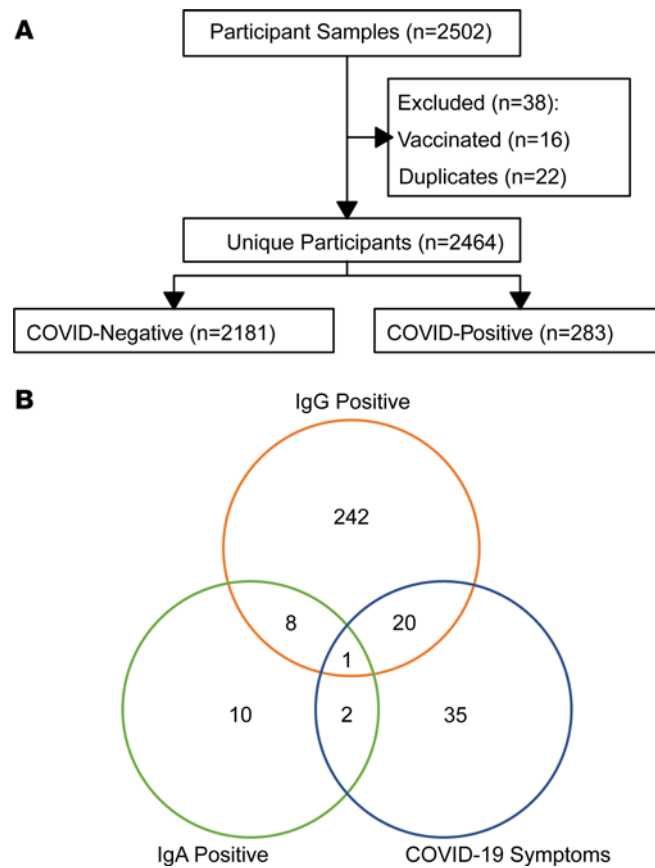 A
Participant Samples (n=2502)
Excluded (n=38):
Vaccinated (n=16)
Duplicates (n=22)
Unique Participants (n=2464)
COVID-Negative (n=2181)
COVID-Positive (n=283)
B
IgG Positive
242
8
20
1
10
2
35
IgA Positive
COVID-19 Symptoms